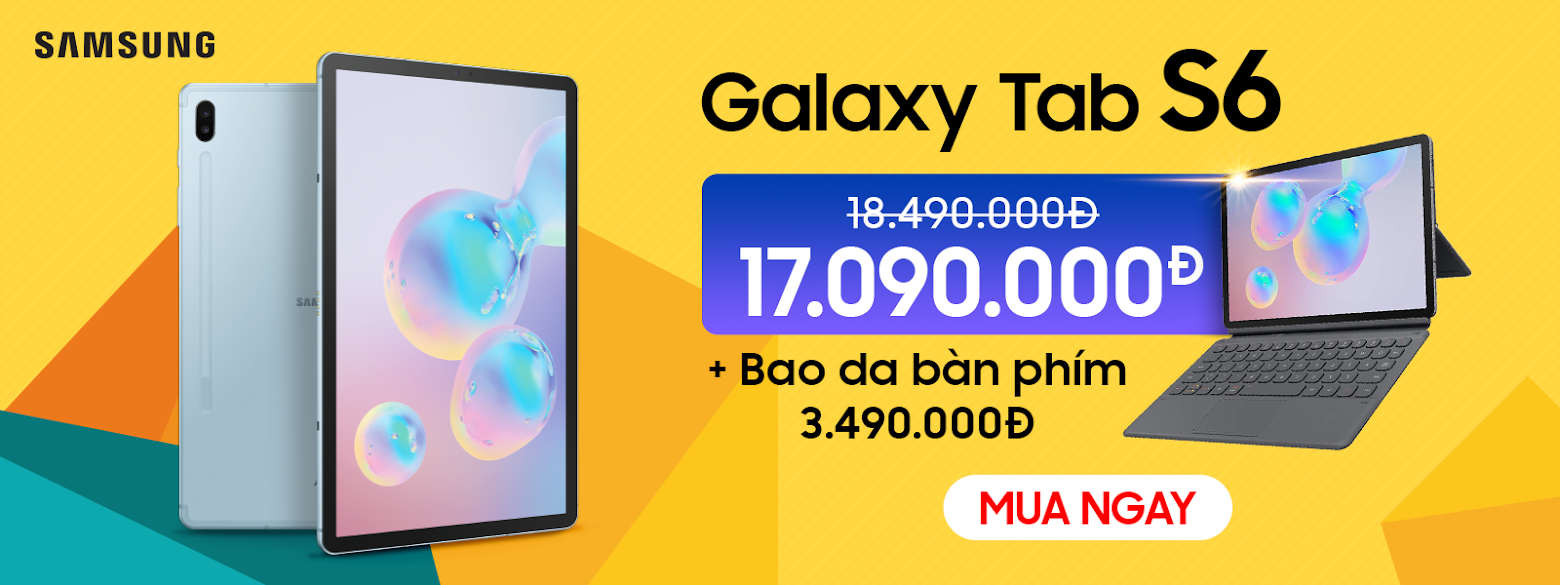 SAMSUNG
Galaxy Tab S6
18.490.000Đ
17.090.000Đ
+ Bao da bàn phím
3.490.000Đ
MUA NGAY
SAM